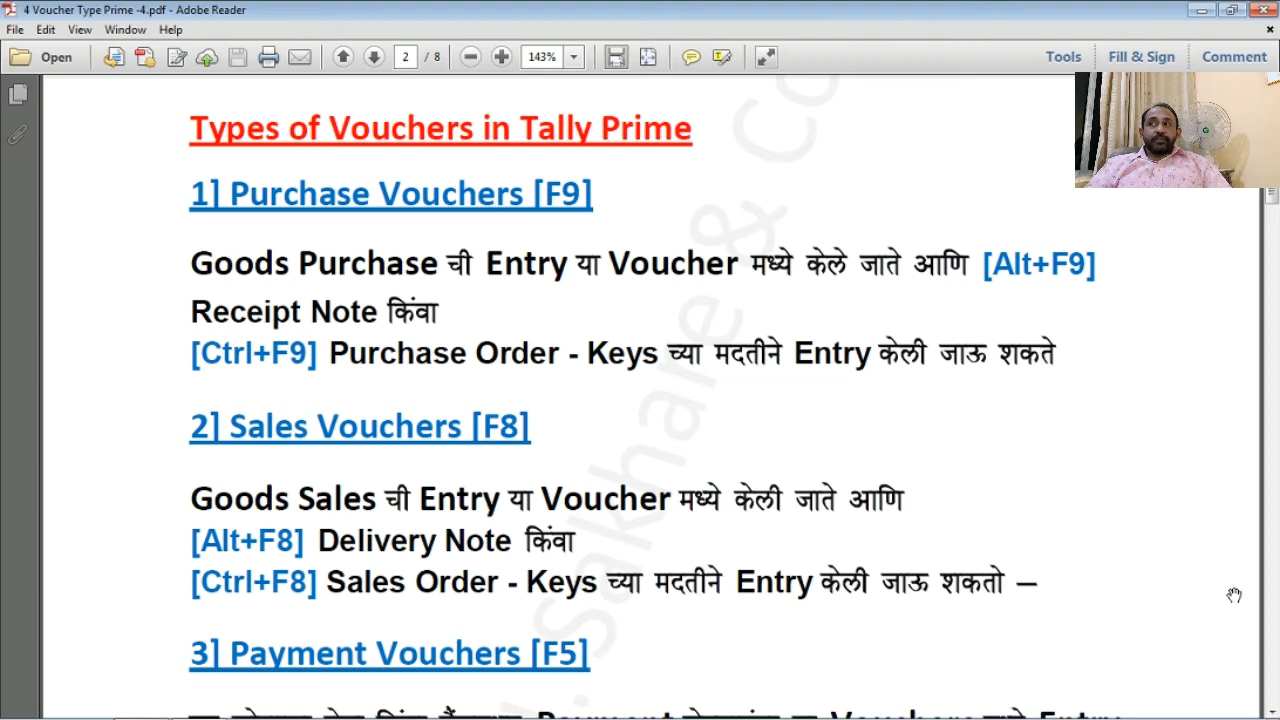 4 Voucher Type Prime -4.pdf - Adobe Reader
File Edit View Window Help
Open 2 / 8 143% Tools Fill & Sign Comment
Types of Vouchers in Tally Prime
1] Purchase Vouchers [F9]
Goods Purchase ची Entry या Voucher मध्ये केले जाते आणि [Alt+F9]
Receipt Note किंवा
[Ctrl+F9] Purchase Order - Keys च्या मदतीने Entry केली जाऊ शकते
2] Sales Vouchers [F8]
Goods Sales ची Entry या Voucher मध्ये केली जाते आणि
[Alt+F8] Delivery Note किंवा
[Ctrl+F8] Sales Order - Keys च्या मदतीने Entry केली जाऊ शकतो –
3] Payment Vouchers [F5]
. Sakhare & Co